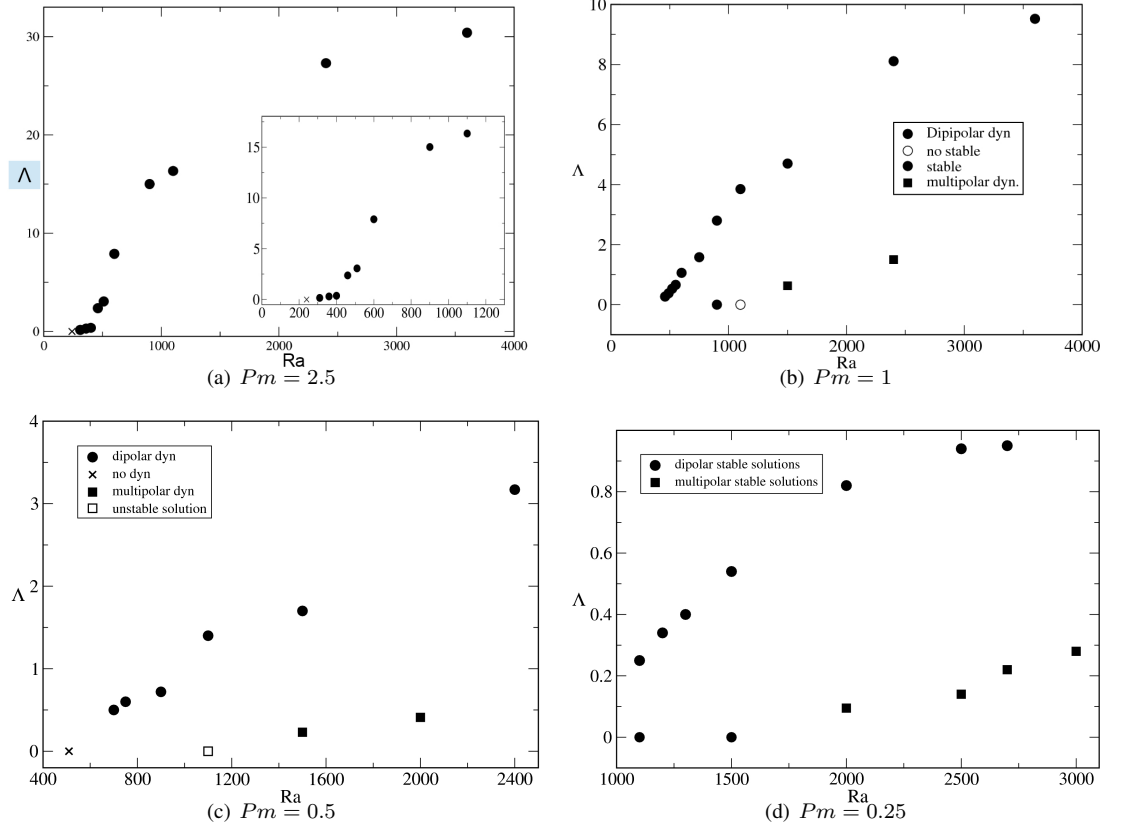 30
20
10
0
Λ
0
1000
2000
3000
4000
Ra
15
10
5
0
0
200
400
600
800
1000
1200
(a) Pm = 2.5
10
8
6
4
2
0
Λ
0
1000
2000
3000
4000
Ra
Dipipolar dyn
no stable
stable
multipolar dyn.
(b) Pm = 1
4
3
2
1
0
Λ
400
800
1200
1600
2000
2400
Ra
dipolar dyn
no dyn
multipolar dyn
unstable solution
(c) Pm = 0.5
0.8
0.6
0.4
0.2
0
Λ
1000
1500
2000
2500
3000
Ra
dipolar stable solutions
multipolar stable solutions
(d) Pm = 0.25